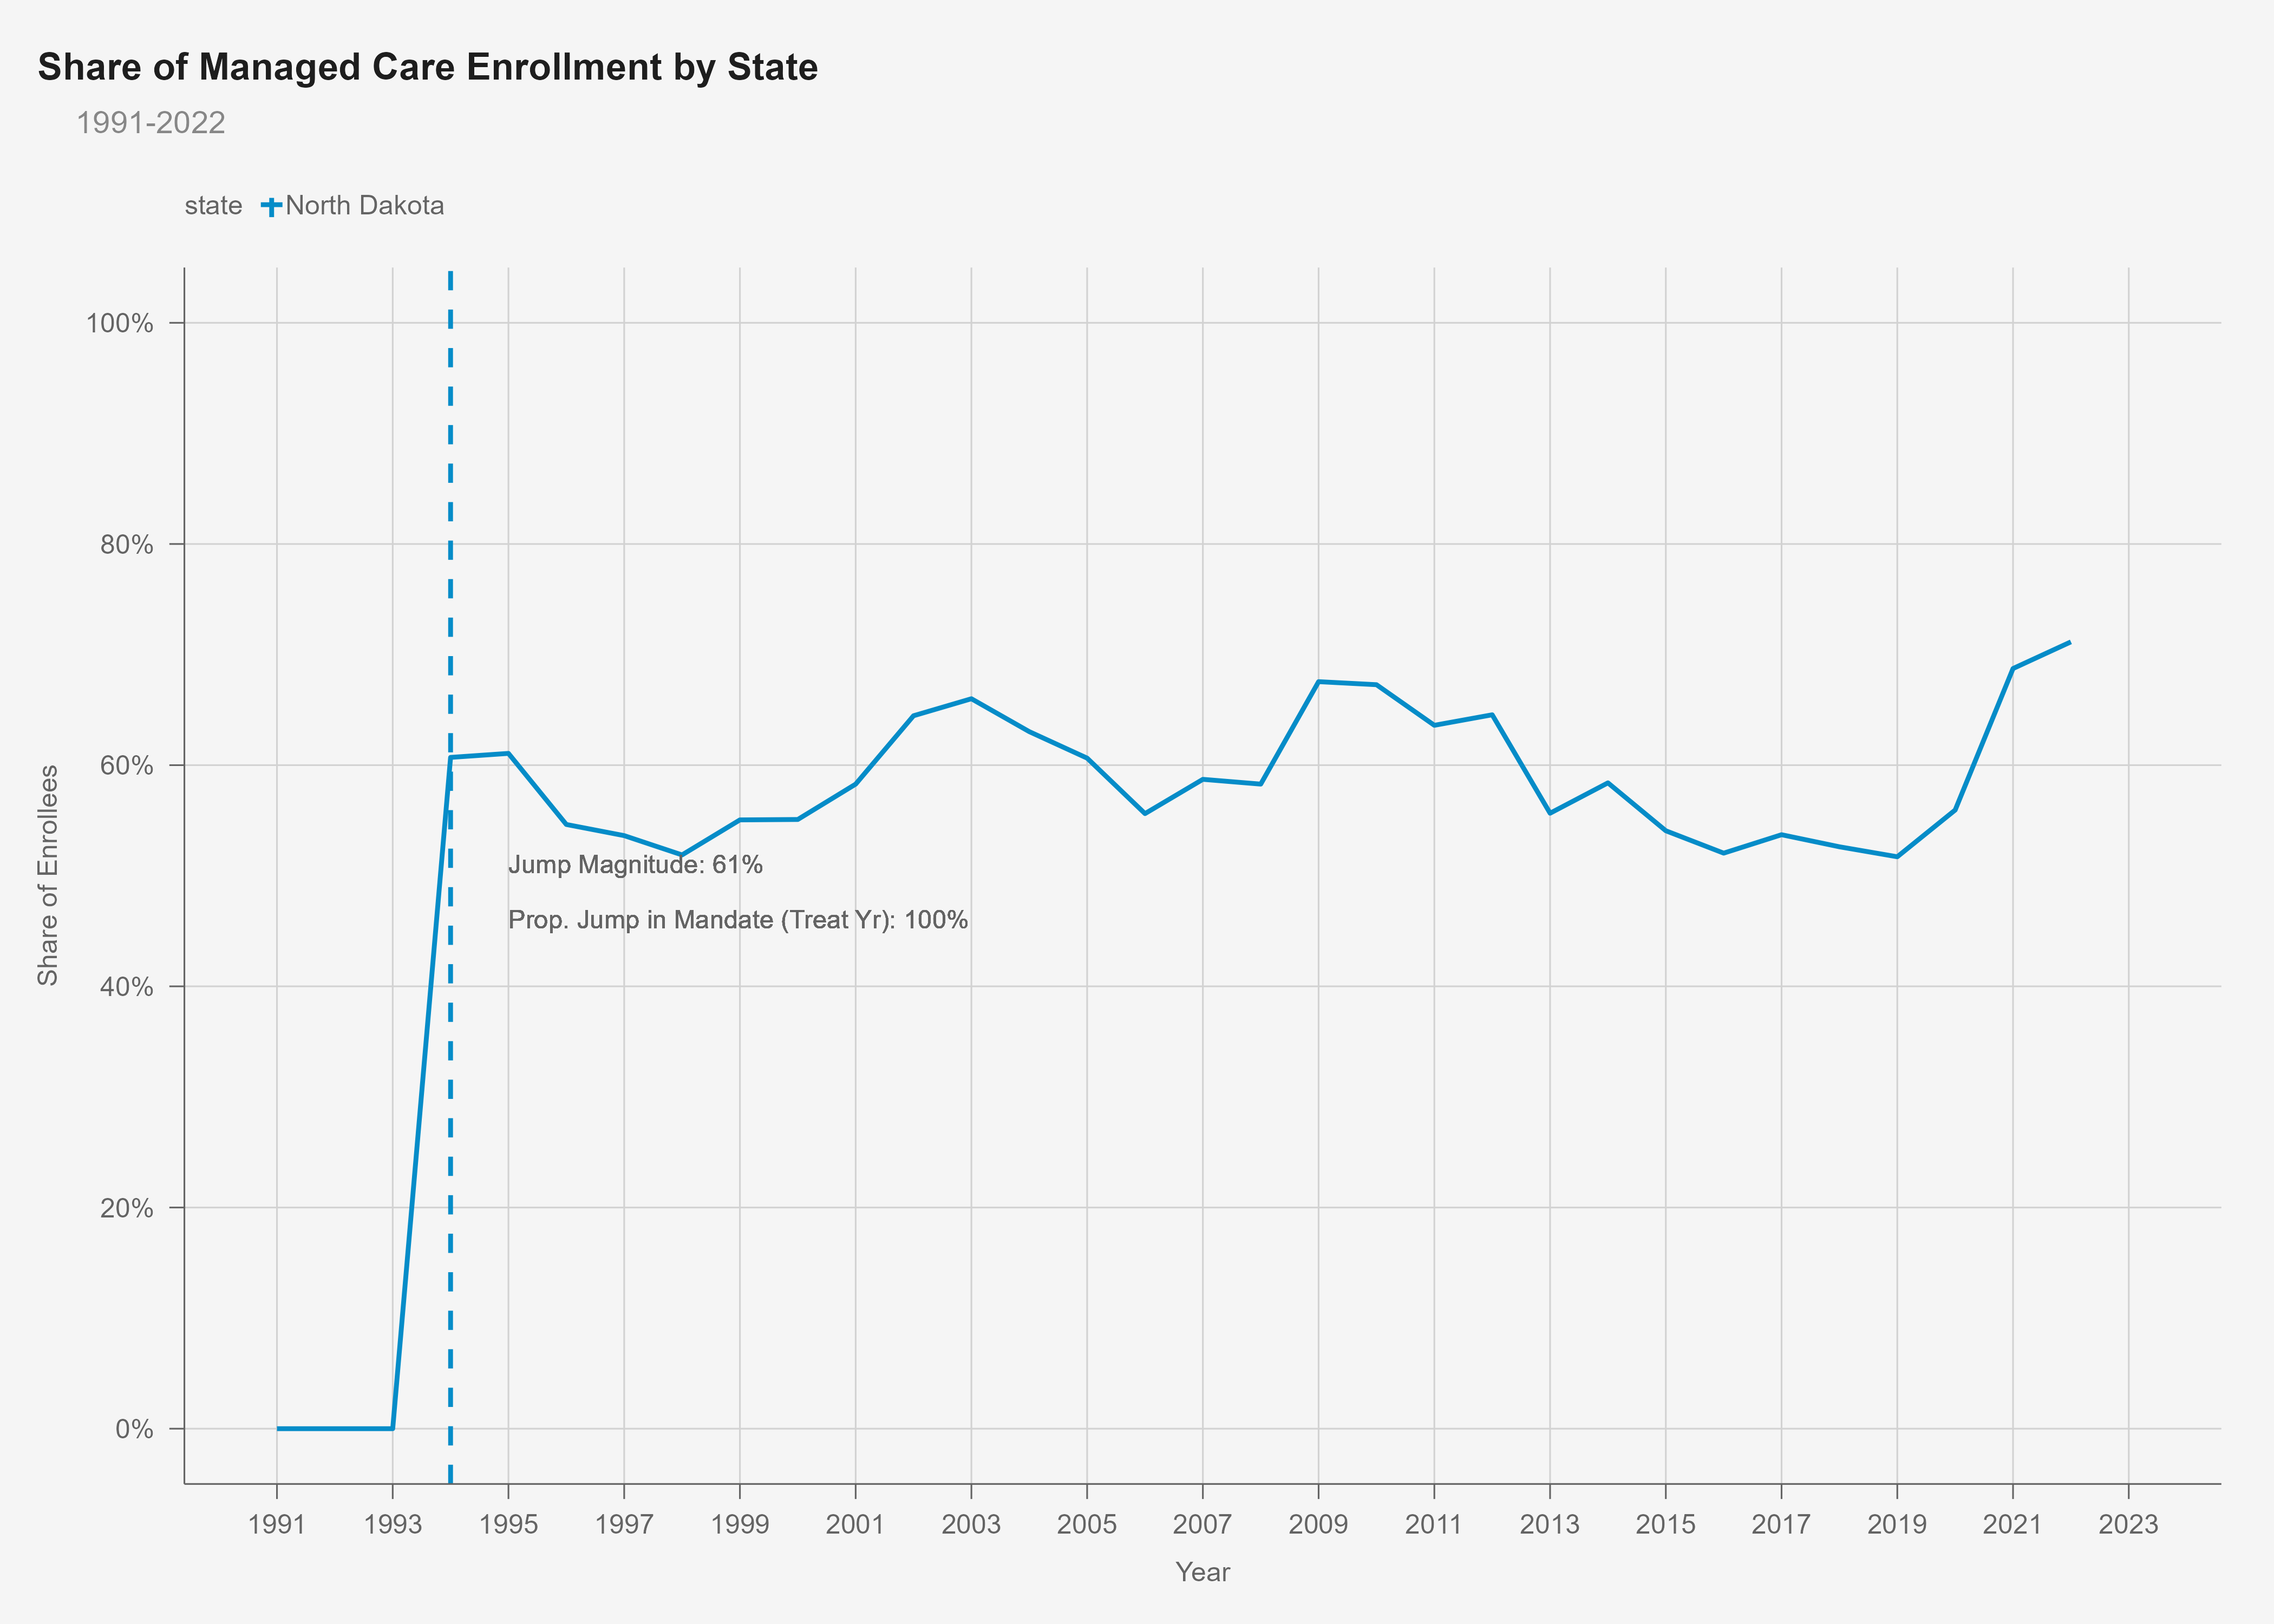 Share of Managed Care Enrollment by State
1991-2022
state North Dakota
100%
80%
60%
40%
20%
0%
Share of Enrollees
Jump Magnitude: 61%
Prop. Jump in Mandate (Treat Yr): 100%
1991 1993 1995 1997 1999 2001 2003 2005 2007 2009 2011 2013 2015 2017 2019 2021 2023
Year